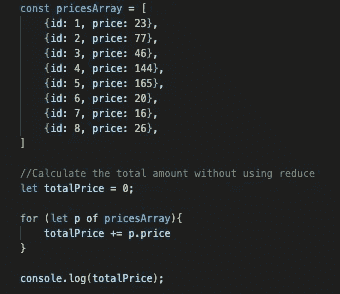 const pricesArray = [
    {id: 1, price: 23},
    {id: 2, price: 77},
    {id: 3, price: 46},
    {id: 4, price: 144},
    {id: 5, price: 165},
    {id: 6, price: 20},
    {id: 7, price: 16},
    {id: 8, price: 26},
]
//Calculate the total amount without using reduce
let totalPrice = 0;
for (let p of pricesArray){
    totalPrice += p.price
}
console.log(totalPrice);